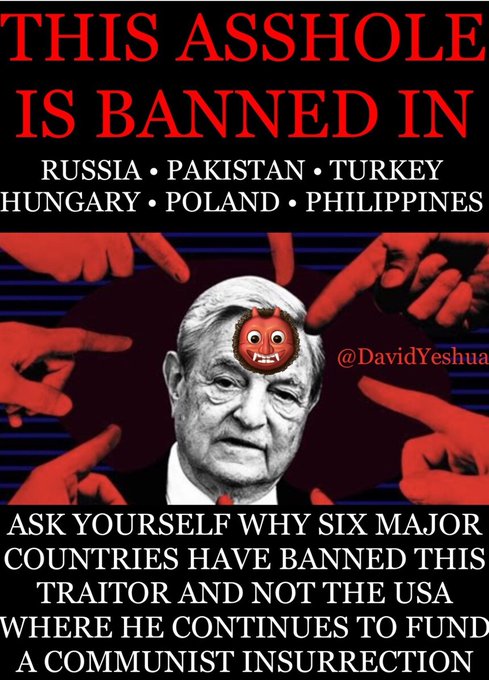 THIS ASSHOLE
IS BANNED IN
RUSSIA • PAKISTAN • TURKEY
HUNGARY • POLAND • PHILIPPINES
@DavidYeshua
ASK YOURSELF WHY SIX MAJOR
COUNTRIES HAVE BANNED THIS
TRAITOR AND NOT THE USA
WHERE HE CONTINUES TO FUND
A COMMUNIST INSURRECTION